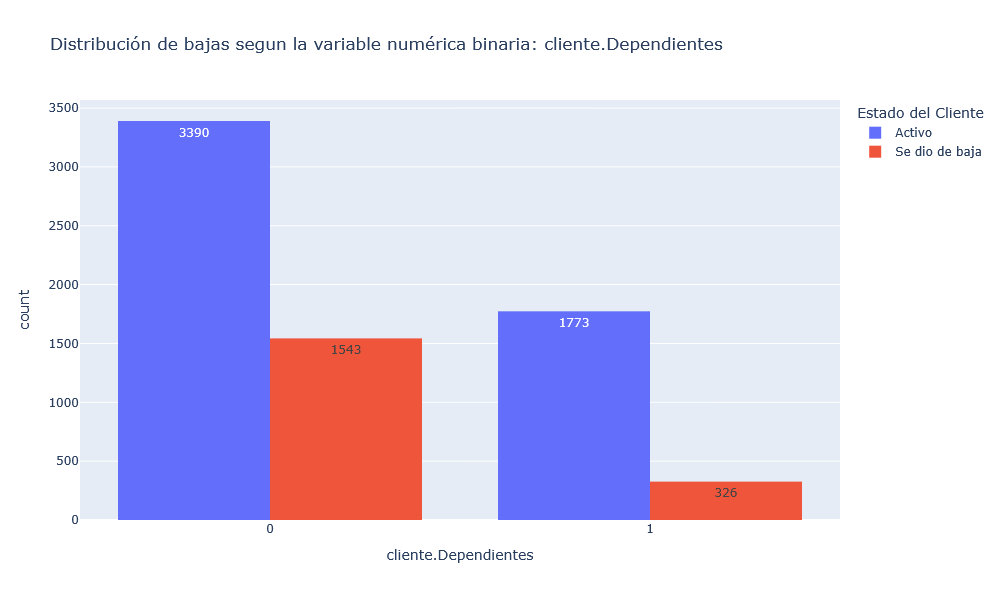 Distribución de bajas segun la variable numérica binaria: cliente.Dependientes
Estado del Cliente
Activo
Se dio de baja
3500
3000
2500
2000
1500
1000
500
0
count
3390
1543
1773
326
0
1
cliente.Dependientes